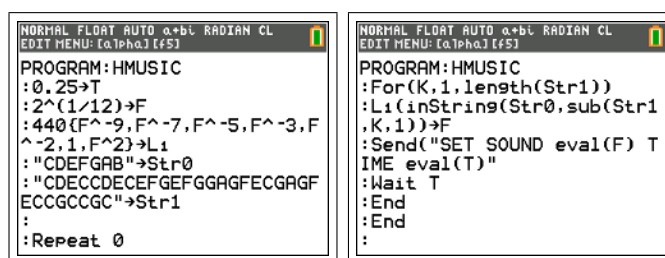 NORMAL FLOAT AUTO a+bi RADIAN CL
EDIT MENU: [alpha] [f5]
PROGRAM:HMUSIC
:0.25→T
:2^(1/12)→F
:440{F^-9,F^-7,F^-5,F^-3,F
^-2,1,F^2}→L₁
:"CDEFGAB"→Str0
:"CDECCDECEFGEFGGAGFECGAGF
ECCGCCGC"→Str1
:
:Repeat 0
NORMAL FLOAT AUTO a+bi RADIAN CL
EDIT MENU: [alpha] [f5]
PROGRAM:HMUSIC
:For(K,1,length(Str1))
:L₁(inString(Str0,sub(Str1
,K,1))→F
:Send("SET SOUND eval(F) T
IME eval(T)"
:Wait T
:End
:End
: